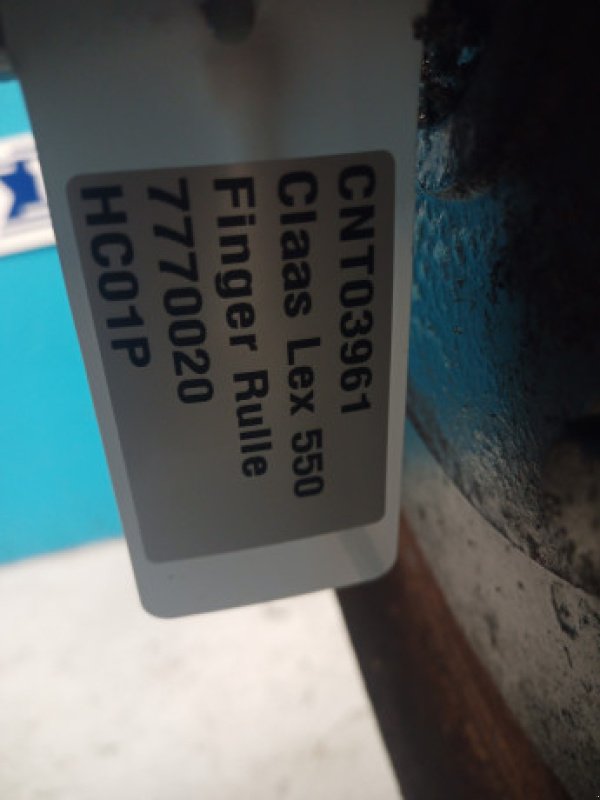 CNT03961
Claas Lex 550
Finger Rulle
7770020
HC01P